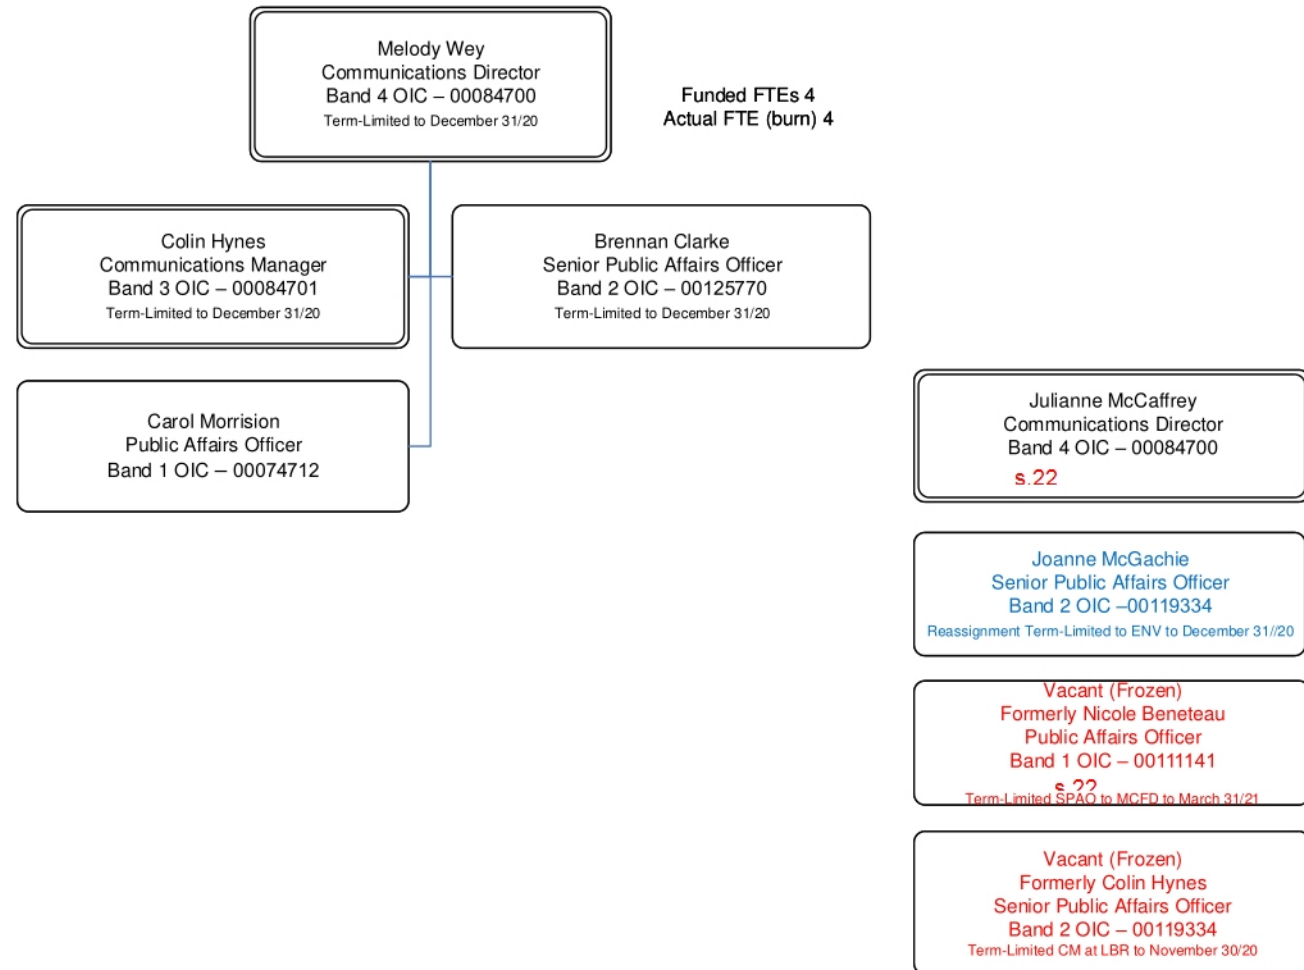 Melody Wey
Communications Director
Band 4 OIC – 00084700
Term-Limited to December 31/20
Funded FTEs 4
Actual FTE (burn) 4
Colin Hynes
Communications Manager
Band 3 OIC – 00084701
Term-Limited to December 31/20
Brennan Clarke
Senior Public Affairs Officer
Band 2 OIC – 00125770
Term-Limited to December 31/20
Carol Morrision
Public Affairs Officer
Band 1 OIC – 00074712
Julianne McCaffrey
Communications Director
Band 4 OIC – 00084700
s.22
Joanne McGachie
Senior Public Affairs Officer
Band 2 OIC –00119334
Reassignment Term-Limited to ENV to December 31//20
Vacant (Frozen)
Formerly Nicole Beneteau
Public Affairs Officer
Band 1 OIC – 00111141
s.22
Term-Limited SPAO to MCFD to March 31/21
Vacant (Frozen)
Formerly Colin Hynes
Senior Public Affairs Officer
Band 2 OIC – 00119334
Term-Limited CM at LBR to November 30/20